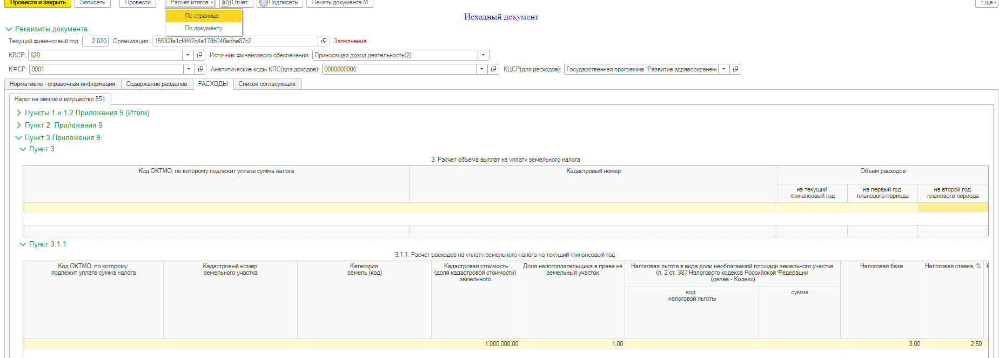 Провести и закрыть Записать Провести Расчет итогов Отчет Подписать Печать документа М Еще
По странице
По документу
Исходный документ
Реквизиты документа
Текущий финансовый год: 2 020 Организация: 15682fe1cf4f42c4a178b040edbe87c2 Заполнение
КВСР: 620 Источник финансового обеспечения: Приносящая доход деятельность(2)
КФСР: 0901 Аналитические коды КПС(для доходов): 0000000000 КЦСР(для расходов): Государственная программа "Развитие здравоохранени
Нормативно - справочная информация Содержание разделов РАСХОДЫ Список согласующих
Налог на землю и имущество 851
Пункты 1 и 1.2 Приложения 9 (Итоги)
Пункт 2 Приложения 9
Пункт 3 Приложения 9
Пункт 3
3. Расчет объема выплат на уплату земельного налога
Код ОКТМО, по которому подлежит уплате сумма налога Кадастровый номер Объем расходов
на текущий финансовый год на первый год планового периода на второй год планового периода
Пункт 3.1.1
3.1.1. Расчет расходов на уплату земельного налога на текущий финансовый год
Код ОКТМО, по которому подлежит уплате сумма налога
Кадастровый номер земельного участка
Категория земель (код)
Кадастровая стоимость (доля кадастровой стоимости) земельного
Доля налогоплательщика в праве на земельный участок
Налоговая льгота в виде доли необлагаемой площади земельного участка
(п. 2 ст. 387 Налогового кодекса Российской Федерации
(далее - Кодекс)
код налоговой льготы
сумма
Налоговая база
Налоговая ставка, %
1 000 000,00 1,00 3,00 2,50